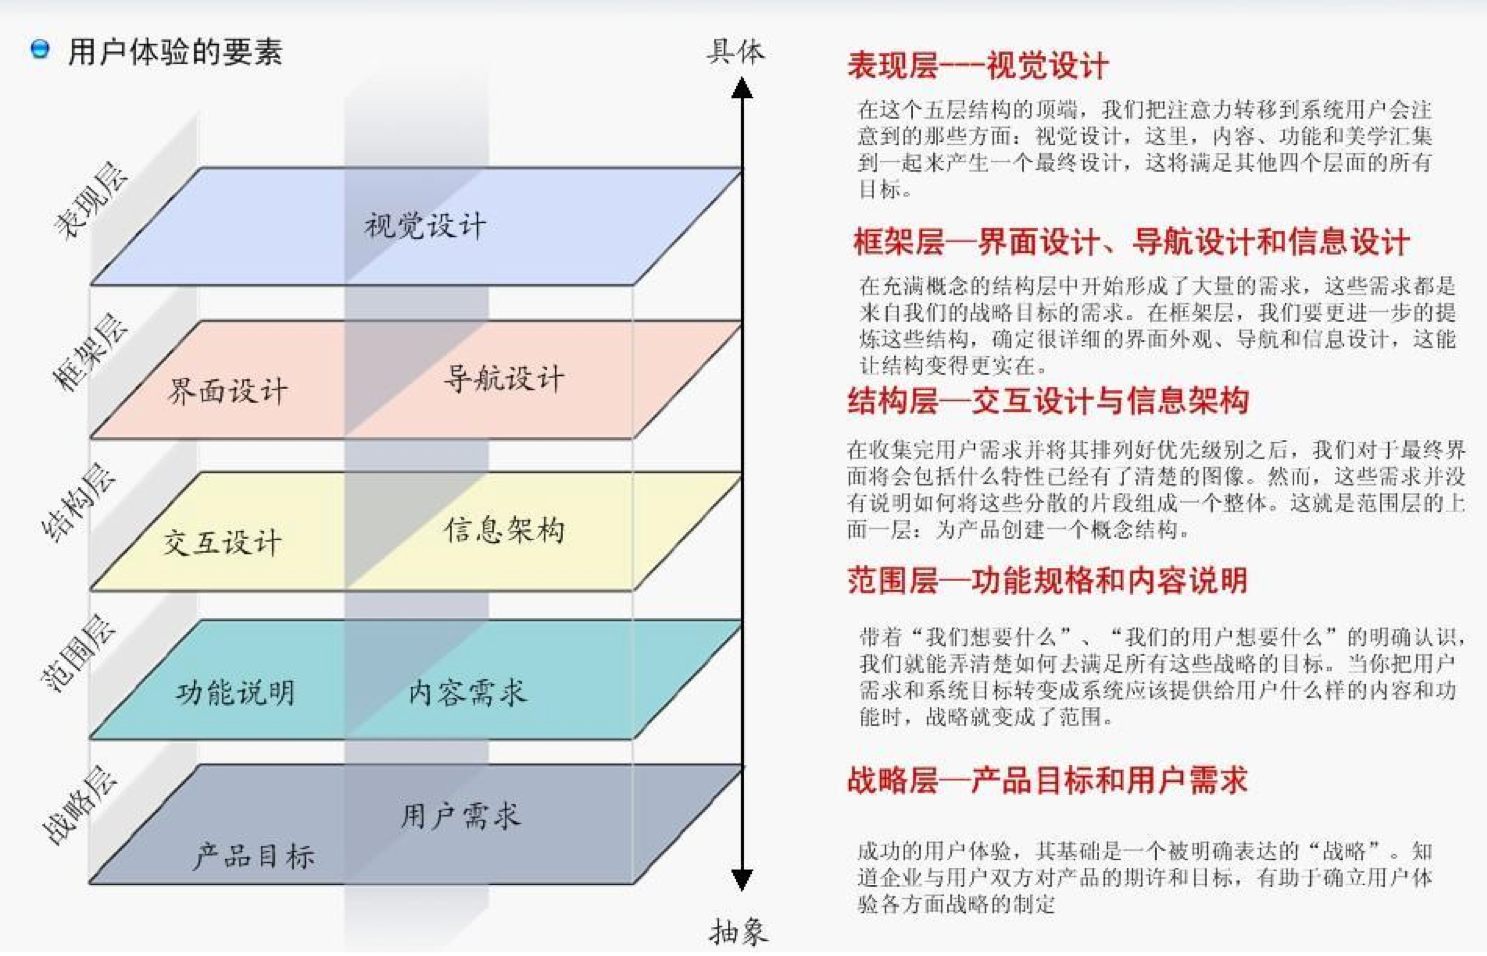 用户体验的要素
具体
表现层
视觉设计
框架层
界面设计
导航设计
结构层
交互设计
信息架构
范围层
功能说明
内容需求
战略层
用户需求
产品目标
抽象
表现层---视觉设计
在这个五层结构的顶端，我们把注意力转移到系统用户会注
意到的那些方面：视觉设计，这里，内容、功能和美学汇集
到一起来产生一个最终设计，这将满足其他四个层面的所有
目标。
框架层—界面设计、导航设计和信息设计
在充满概念的结构层中开始形成了大量的需求，这些需求都是
来自我们的战略目标的需求。在框架层，我们要更进一步的提
炼这些结构，确定很详细的界面外观、导航和信息设计，这能
让结构变得更实在。
结构层—交互设计与信息架构
在收集完用户需求并将其排列好优先级别之后，我们对于最终界
面将会包括什么特性已经有了清楚的图像。然而，这些需求并没
有说明如何将这些分散的片段组成一个整体。这就是范围层的上
面一层：为产品创建一个概念结构。
范围层—功能规格和内容说明
带着“我们想要什么”、“我们的用户想要什么”的明确认识，
我们就能弄清楚如何去满足所有这些战略的目标。当你把用户
需求和系统目标转变成系统应该提供给用户什么样的内容和功
能时，战略就变成了范围。
战略层—产品目标和用户需求
成功的用户体验，其基础是一个被明确表达的“战略”。知
道企业与用户双方对产品的期许和目标，有助于确立用户体
验各方面战略的制定